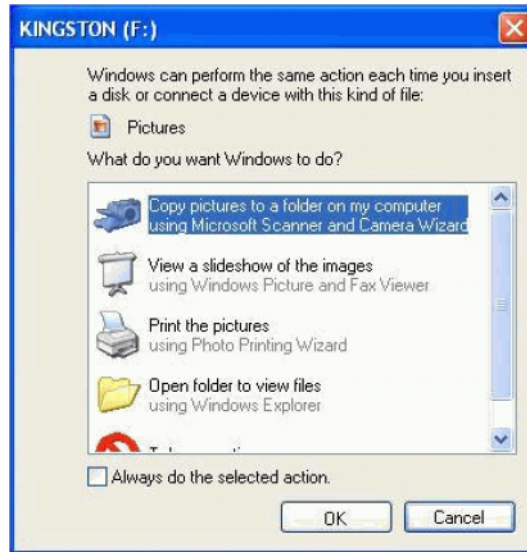 KINGSTON (F:)
Windows can perform the same action each time you insert
a disk or connect a device with this kind of file:
Pictures
What do you want Windows to do?
Copy pictures to a folder on my computer
using Microsoft Scanner and Camera Wizard
View a slideshow of the images
using Windows Picture and Fax Viewer
Print the pictures
using Photo Printing Wizard
Open folder to view files
using Windows Explorer
Always do the selected action.
OK
Cancel